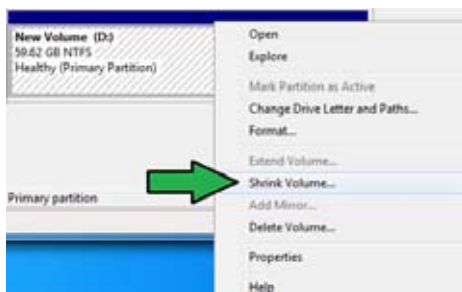 New Volume (D:)
59.62 GB NTFS
Healthy (Primary Partition)
Primary partition
Open
Explore
Mark Partition as Active
Change Drive Letter and Paths...
Format...
Extend Volume...
Shrink Volume...
Add Mirror...
Delete Volume...
Properties
Help